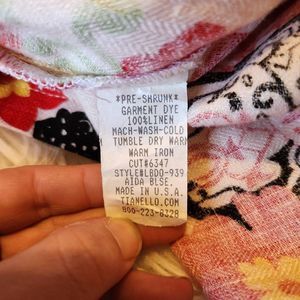 *PRE-SHRUNK*
GARMENT DYE
100%LINEN
MACH-WASH-COLD
TUMBLE DRY WARM
WARM IRON
CUT#6347
STYLE#LBDO-939
AIDA BLSE.
MADE IN U.S.A.
TIANELLO.COM
800-223-8328